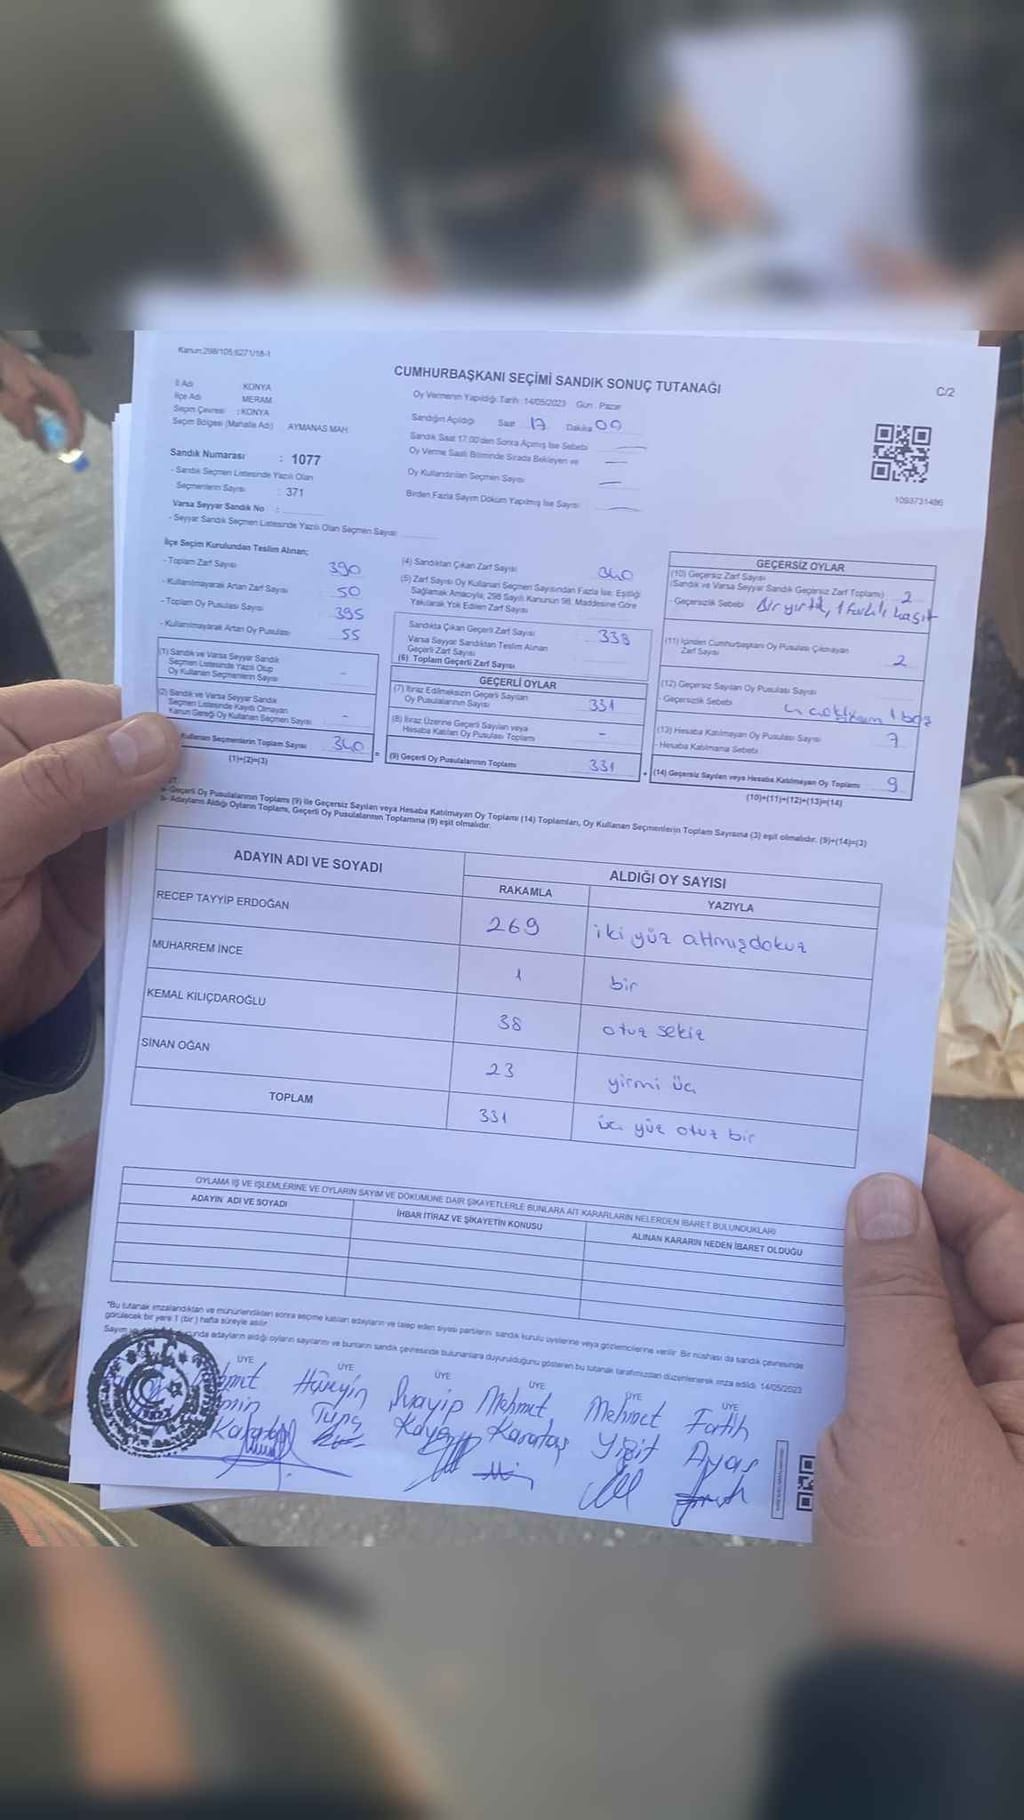 Kanun:298/105;6271/18-1
CUMHURBAŞKANI SEÇİMİ SANDIK SONUÇ TUTANAĞI
C/2
İl Adı KONYA
İlçe Adı MERAM
Seçim Çevresi : KONYA
Seçim Bölgesi (Mahalle Adı) AYMANAS MAH.
Sandık Numarası : 1077
- Sandık Seçmen Listesinde Yazılı Olan
Seçmenlerin Sayısı : 371
Varsa Seyyar Sandık No :
- Seyyar Sandık Seçmen Listesinde Yazılı Olan Seçmen Sayısı
Oy Vermenin Yapıldığı Tarih :14/05/2023 Gün : Pazar
Sandığın Açıldığı Saat 17 Dakika 09
Sandık Saat 17.00'den Sonra Açılmış İse Sebebi
Oy Verme Saati Bitiminde Sırada Bekleyen ve
Oy Kullandırılan Seçmen Sayısı
Birden Fazla Sayım Döküm Yapılmış İse Sayısı
1093731486
İlçe Seçim Kurulundan Teslim Alınan;
- Toplam Zarf Sayısı 390
- Kullanılmayarak Artan Zarf Sayısı 50
- Toplam Oy Pusulası Sayısı 395
- Kullanılmayarak Artan Oy Pusulası 55
(1) Sandık ve Varsa Seyyar Sandık
Seçmen Listesinde Yazılı Olup
Oy Kullanan Seçmenlerin Sayısı -
(2) Sandık ve Varsa Seyyar Sandık
Seçmen Listesinde Kayıtlı Olmayan
Kanun Gereği Oy Kullanan Seçmen Sayısı -
Kullanan Seçmenlerin Toplam Sayısı 340
(1)+(2)=(3)
(4) Sandıktan Çıkan Zarf Sayısı 340
(5) Zarf Sayısı Oy Kullanan Seçmen Sayısından Fazla İse; Eşitliği
Sağlamak Amacıyla, 298 Sayılı Kanunun 98. Maddesine Göre
Yakılarak Yok Edilen Zarf Sayısı
Sandıkta Çıkan Geçerli Zarf Sayısı 338
Varsa Seyyar Sandıktan Teslim Alınan
Geçerli Zarf Sayısı
(6) Toplam Geçerli Zarf Sayısı
GEÇERLİ OYLAR
(7) İtiraz Edilmeksizin Geçerli Sayılan
Oy Pusulasının Sayısı 331
(8) İtiraz Üzerine Geçerli Sayılan veya
Hesaba Katılan Oy Pusulası Toplamı -
(9) Geçerli Oy Pusulalarının Toplamı 331
GEÇERSİZ OYLAR
(10) Geçersiz Zarf Sayısı
(Sandık ve Varsa Seyyar Sandık Geçersiz Zarf Toplamı) 2
- Geçersizlik Sebebi Bir yırtık, 1 farklı
(11) İçinden Cumhurbaşkanı Oy Pusulası Çıkmayan
Zarf Sayısı 2
(12) Geçersiz Sayılan Oy Pusulası Sayısı
- Geçersizlik Sebebi
(13) Hesaba Katılmayan Oy Pusulası Sayısı 7
- Hesaba Katılmama Sebebi
(14) Geçersiz Sayılan veya Hesaba Katılmayan Oy Toplamı 9
(10)+(11)+(12)+(13)=(14)
a- Geçerli Oy Pusulalarının Toplamı (9) ile Geçersiz Sayılan veya Hesaba Katılmayan Oy Toplamı (14) Toplamları, Oy Kullanan Seçmenlerin Toplam Sayısına (3) eşit olmalıdır. (9)+(14)=(3)
b- Adayların Aldığı Oyların Toplamı, Geçerli Oy Pusulalarının Toplamına (9) eşit olmalıdır.
ADAYIN ADI VE SOYADI ALDIĞI OY SAYISI
RAKAMLA YAZIYLA
RECEP TAYYİP ERDOĞAN 269 iki yüz altmışdokuz
MUHARREM İNCE 1 bir
KEMAL KILIÇDAROĞLU 38 otuz sekiz
SİNAN OĞAN 23 yirmi üç
TOPLAM 331 üç yüz otuz bir
OYLAMA İŞ VE İŞLEMLERİNE VE OYLARIN SAYIM VE DÖKÜMÜNE DAİR ŞİKAYETLERLE BUNLARA AİT KARARLARIN NELERDEN İBARET BULUNDUKLARI
ADAYIN ADI VE SOYADI İHBAR İTİRAZ VE ŞİKAYETİN KONUSU ALINAN KARARIN NEDEN İBARET OLDUĞU
*Bu tutanak imzalandıktan ve mühürlendikten sonra seçime katılan adayların ve talep eden siyasi partilerin sandık kurulu üyelerine veya gözlemcilerine verilir. Bir nüshası da sandık çevresinde
görülecek bir yere 1 (bir) hafta süreyle asılır.
Sayım adayların aldığı oyların sayılarını ve bunların sandık çevresinde bulunanlara duyurulduğunu gösteren bu tutanak tarafımızdan düzenlenerek imza edildi. 14/05/2023
ÜYE ÜYE ÜYE ÜYE ÜYE ÜYE
Hüseyin Şuayip Mehmet Mehmet Fatih
Tunç Kaya Karataş Yiğit Ayas